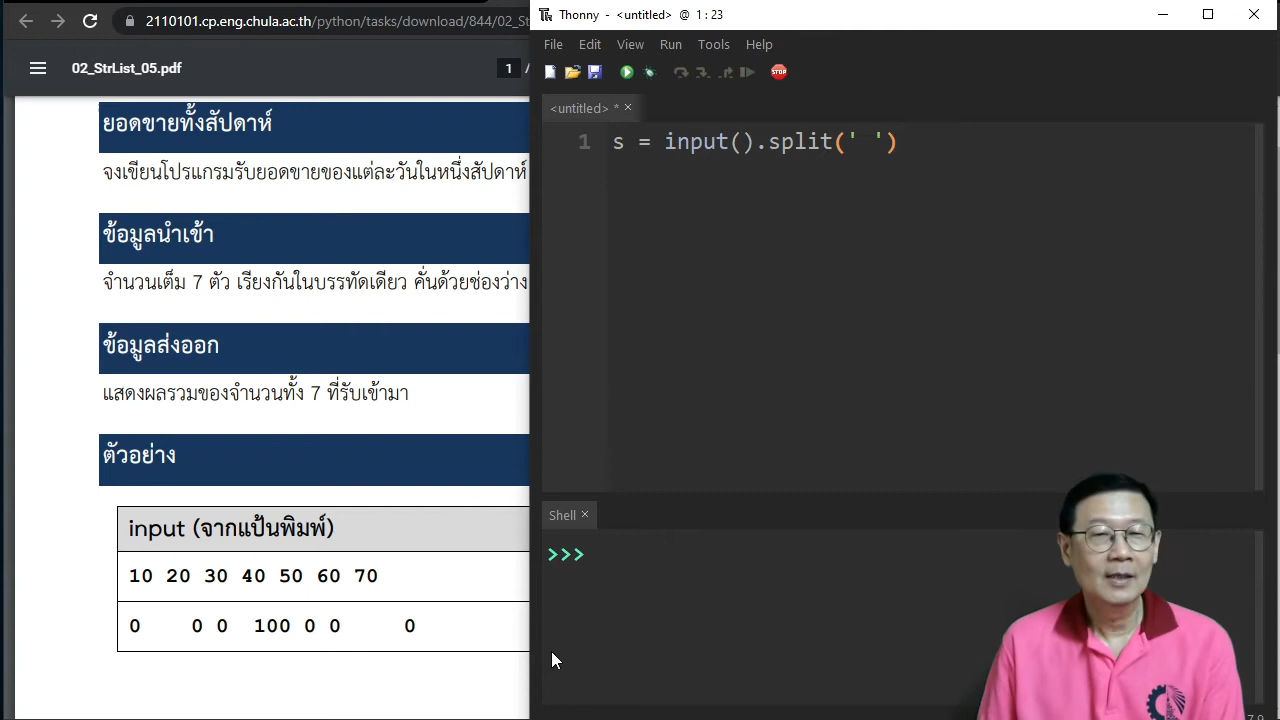 2110101.cp.eng.chula.ac.th/python/tasks/download/844/02_St
02_StrList_05.pdf
1 /
ยอดขายทั้งสัปดาห์
จงเขียนโปรแกรมรับยอดขายของแต่ละวันในหนึ่งสัปดาห์
ข้อมูลนำเข้า
จำนวนเต็ม 7 ตัว เรียงกันในบรรทัดเดียว คั่นด้วยช่องว่าง
ข้อมูลส่งออก
แสดงผลรวมของจำนวนทั้ง 7 ที่รับเข้ามา
ตัวอย่าง
input (จากแป้นพิมพ์)
10 20 30 40 50 60 70
0 0 0 100 0 0 0
Thonny - <untitled> @ 1:23
File Edit View Run Tools Help
STOP
<untitled> * ×
1 s = input().split(' ')
Shell ×
>>>